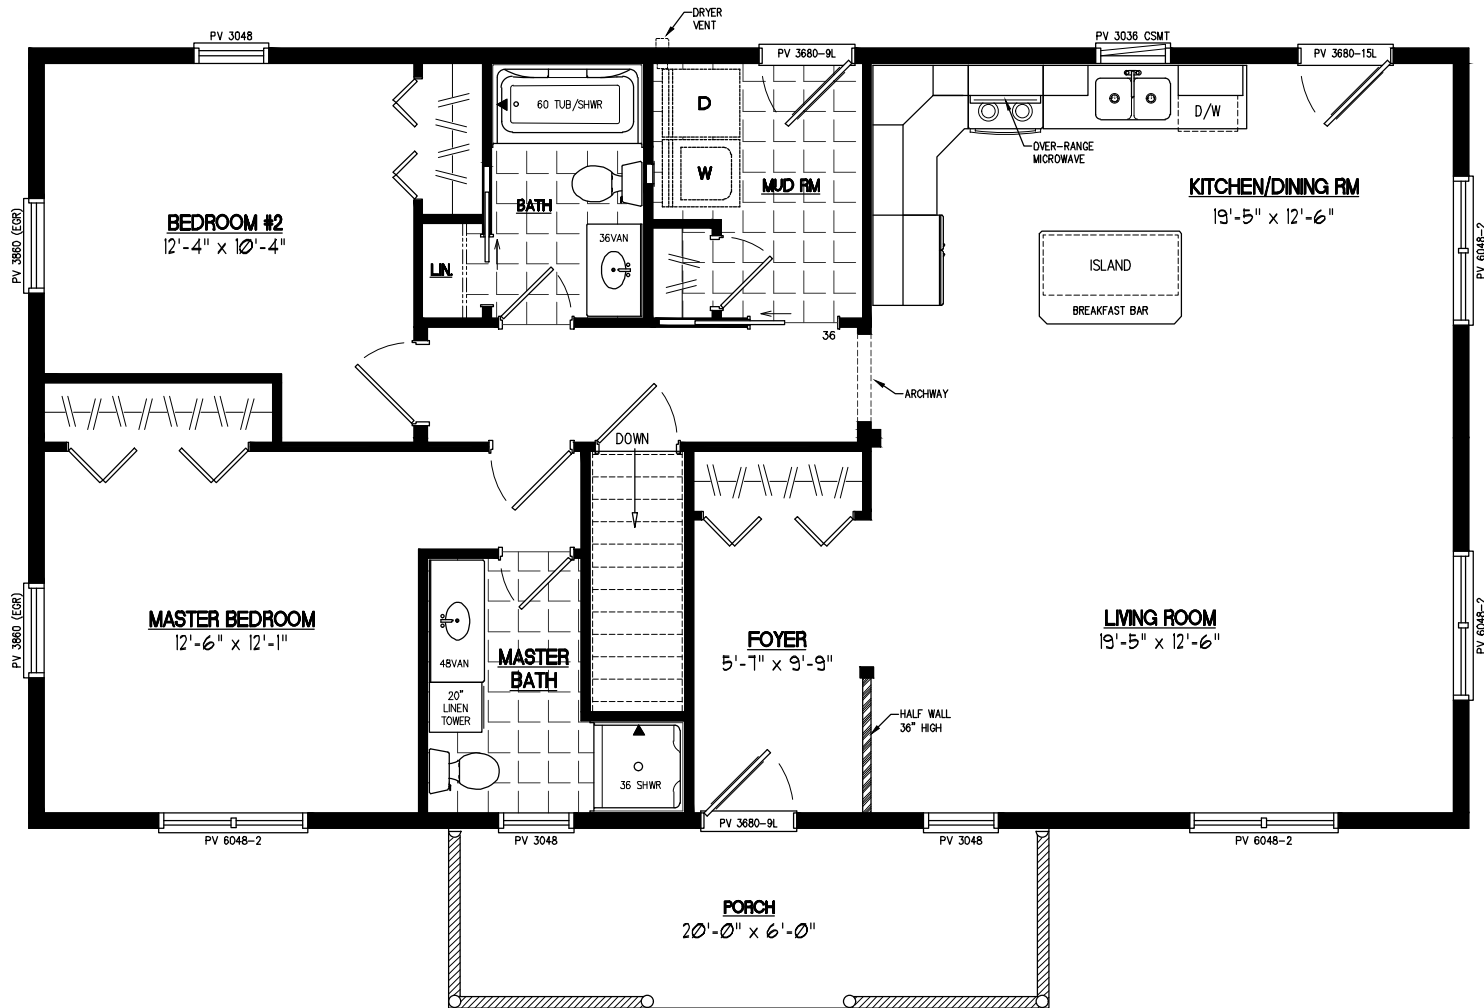 DRYER
VENT
PV 3048
PV 3680-9L
PV 3036 CSMT
PV 3680-15L
60 TUB/SHWR
D
D/W
OVER-RANGE
MICROWAVE
W
MUD RM
KITCHEN/DINING RM
19'-5" x 12'-6"
BATH
BEDROOM #2
12'-4" x 10'-4"
PV 3860 (EGR)
36VAN
LIN.
ISLAND
BREAKFAST BAR
PV 6048-2
36
ARCHWAY
DOWN
MASTER BEDROOM
12'-6" x 12'-1"
PV 3860 (EGR)
48VAN
MASTER
BATH
20"
LINEN
TOWER
FOYER
5'-7" x 9'-9"
LIVING ROOM
19'-5" x 12'-6"
PV 6048-2
HALF WALL
36" HIGH
36 SHWR
PV 6048-2
PV 3048
PV 3680-9L
PV 3048
PV 6048-2
PORCH
20'-0" x 6'-0"